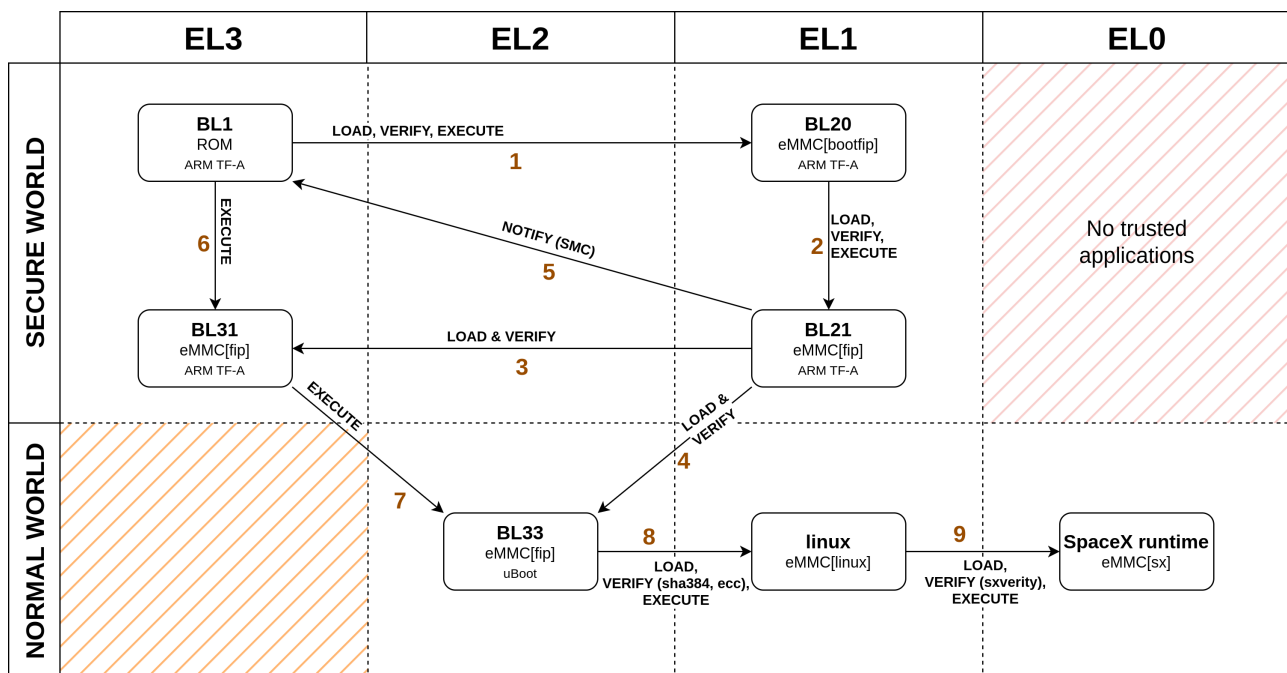 EL3
EL2
EL1
EL0
SECURE WORLD
BL1
ROM
ARM TF-A
LOAD, VERIFY, EXECUTE
1
BL20
eMMC[bootfip]
ARM TF-A
EXECUTE
6
NOTIFY (SMC)
5
LOAD,
VERIFY,
EXECUTE
2
No trusted
applications
BL31
eMMC[fip]
ARM TF-A
LOAD & VERIFY
3
BL21
eMMC[fip]
ARM TF-A
EXECUTE
7
LOAD &
VERIFY
4
NORMAL WORLD
BL33
eMMC[fip]
uBoot
8
LOAD,
VERIFY (sha384, ecc),
EXECUTE
linux
eMMC[linux]
9
LOAD,
VERIFY (sxverity),
EXECUTE
SpaceX runtime
eMMC[sx]